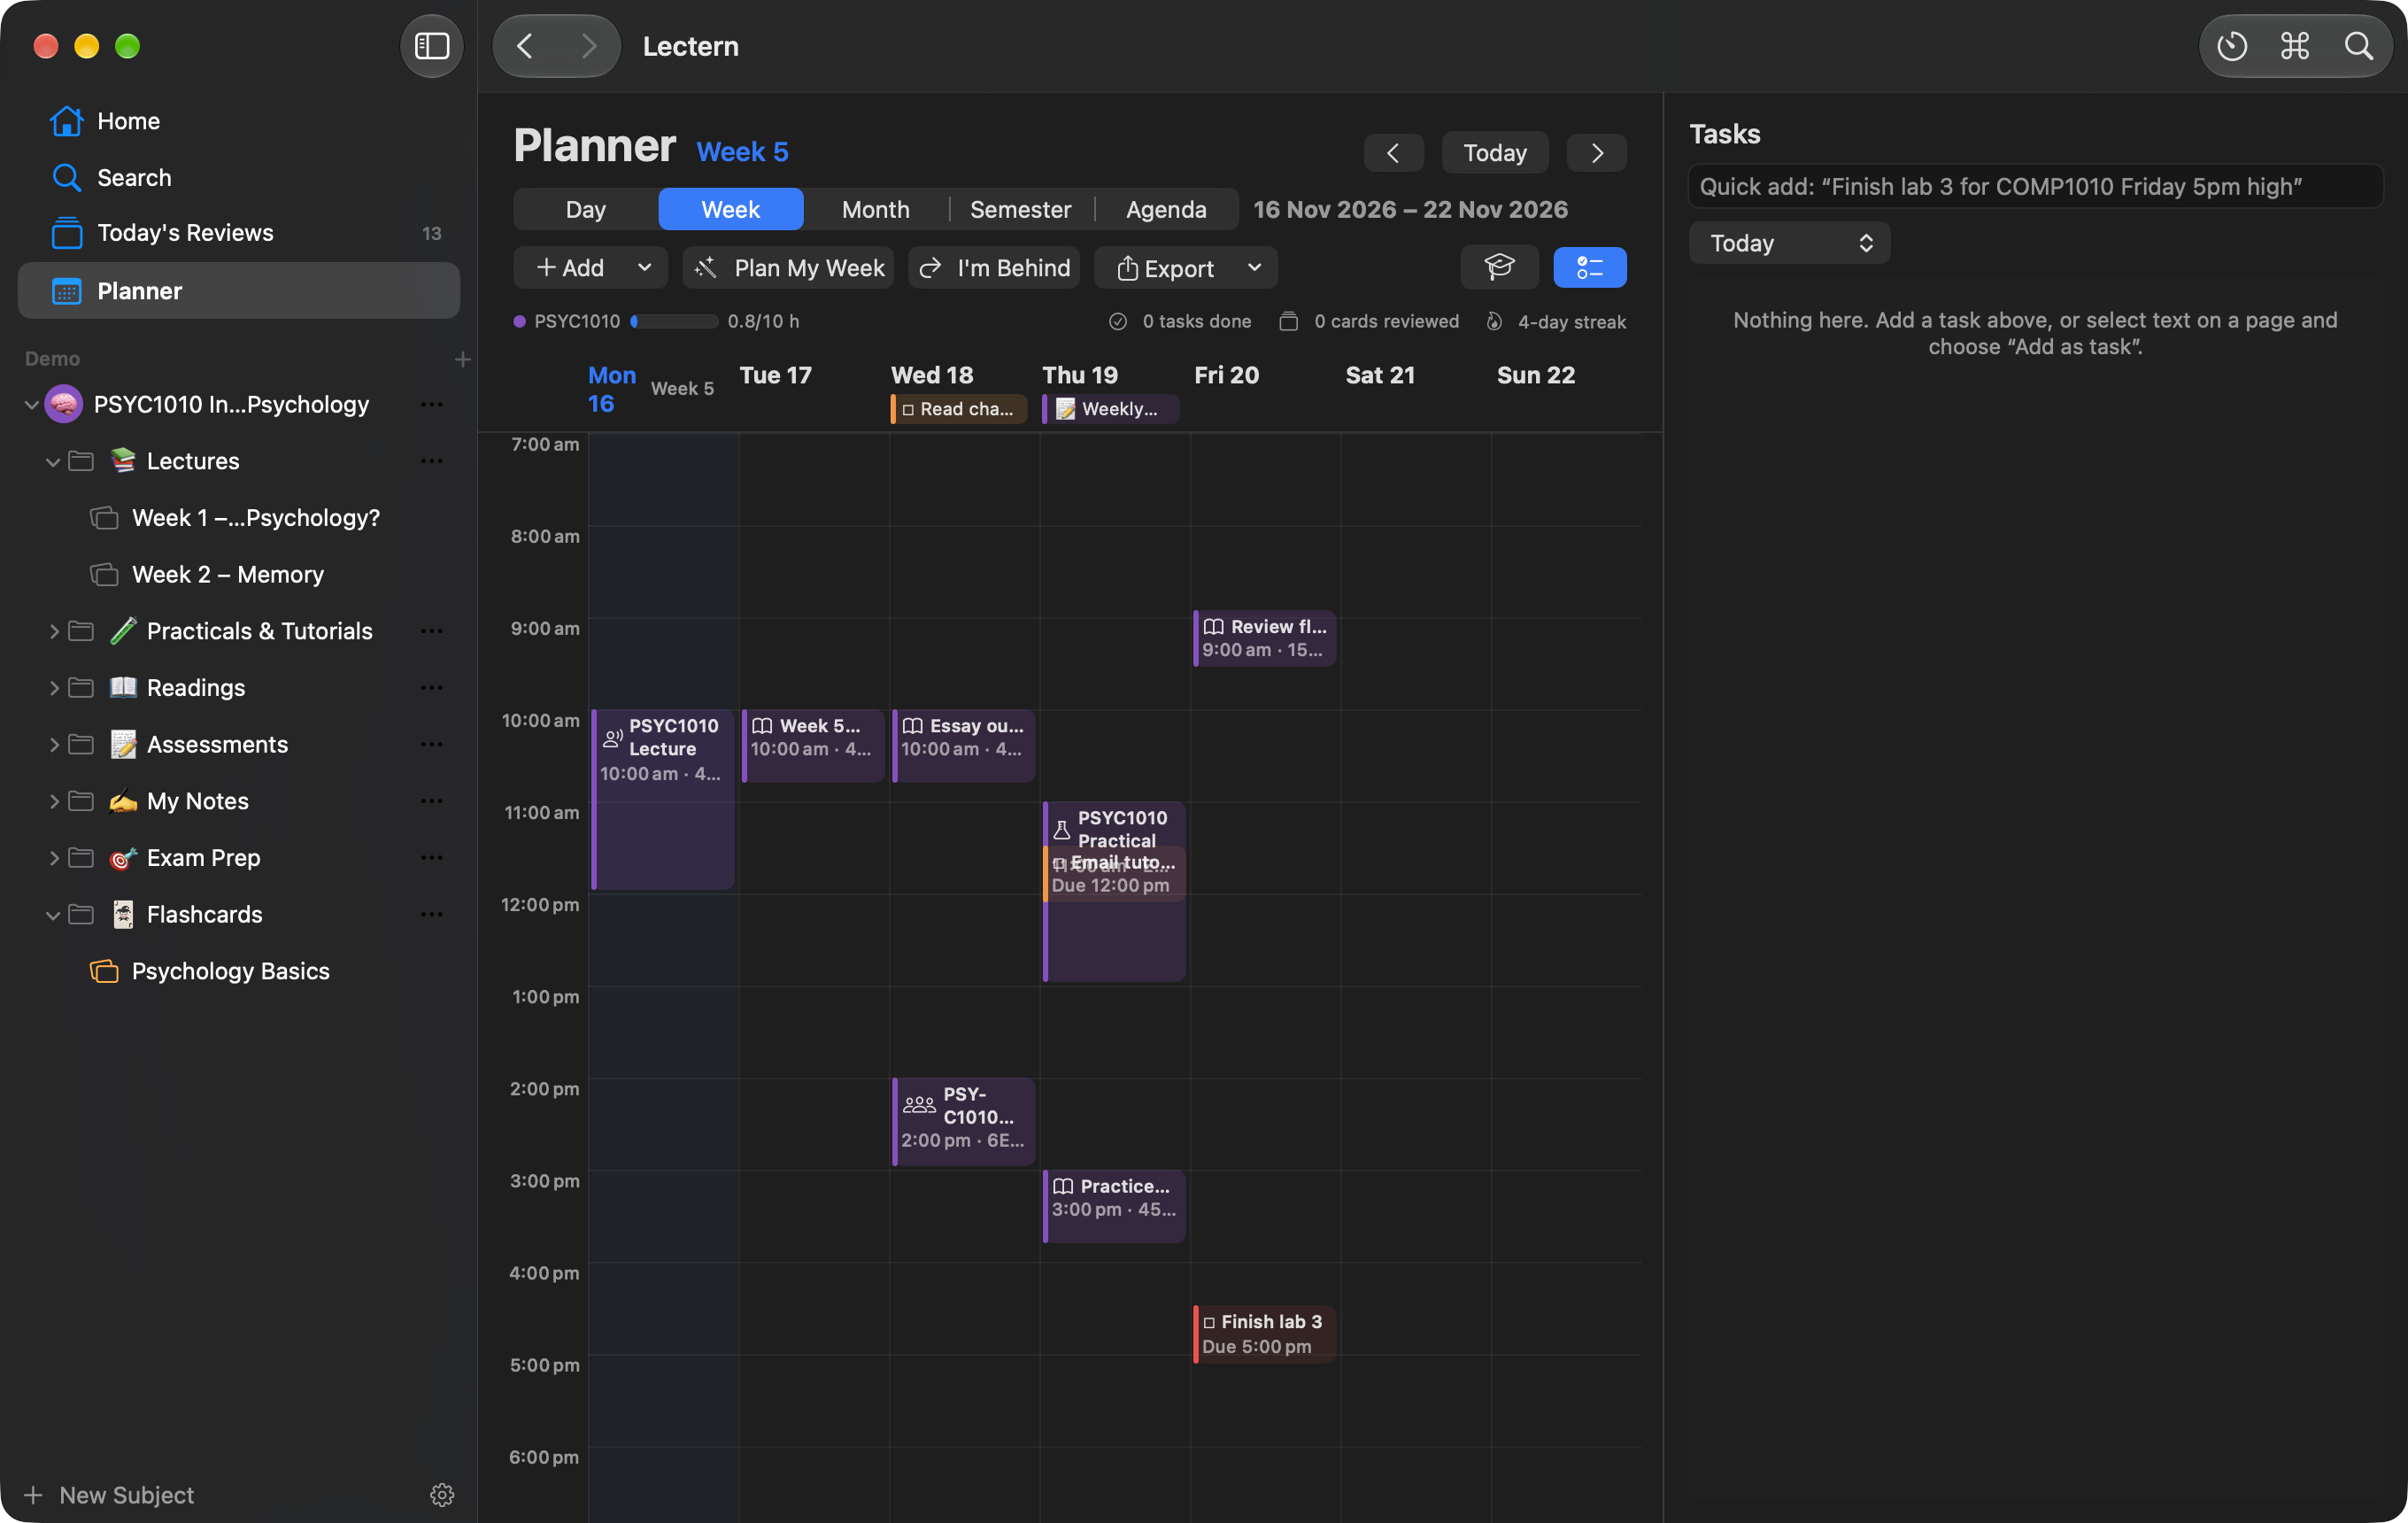 Lectern
Home
Search
Today's Reviews 13
Planner
Demo
PSYC1010 In...Psychology
Lectures
Week 1 –...Psychology?
Week 2 – Memory
Practicals & Tutorials
Readings
Assessments
My Notes
Exam Prep
Flashcards
Psychology Basics
New Subject
Planner Week 5
Today
Day Week Month Semester Agenda 16 Nov 2026 – 22 Nov 2026
Add Plan My Week I'm Behind Export
PSYC1010 0.8/10 h 0 tasks done 0 cards reviewed 4-day streak
Mon 16 Week 5 Tue 17 Wed 18 Thu 19 Fri 20 Sat 21 Sun 22
Read cha... Weekly...
7:00 am
8:00 am
9:00 am
10:00 am
11:00 am
12:00 pm
1:00 pm
2:00 pm
3:00 pm
4:00 pm
5:00 pm
6:00 pm
PSYC1010
Lecture
10:00 am · 4...
Week 5...
10:00 am · 4...
Essay ou...
10:00 am · 4...
PSY-
C1010...
2:00 pm · 6E...
PSYC1010
Practical
Email tuto...
Due 12:00 pm
Practice...
3:00 pm · 45...
Review fl...
9:00 am · 15...
Finish lab 3
Due 5:00 pm
Tasks
Quick add: “Finish lab 3 for COMP1010 Friday 5pm high”
Today
Nothing here. Add a task above, or select text on a page and
choose “Add as task”.